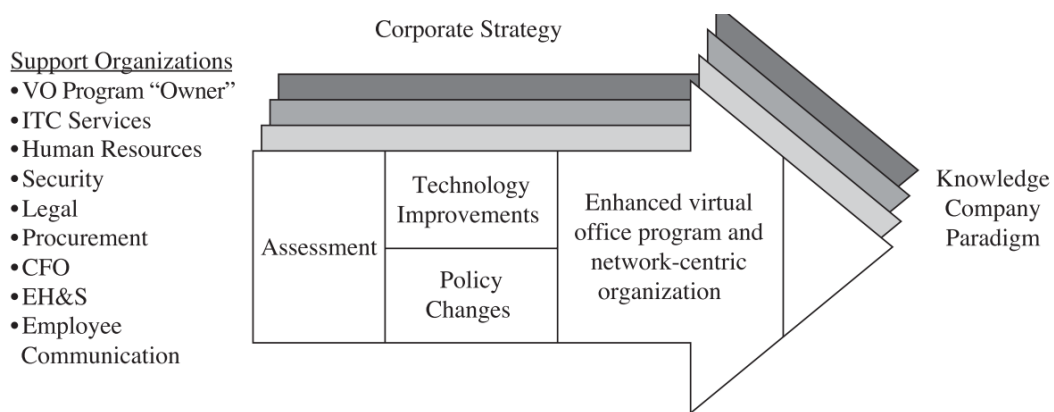 Corporate Strategy
Support Organizations
•VO Program “Owner”
•ITC Services
•Human Resources
•Security
•Legal
•Procurement
•CFO
•EH&S
•Employee
Communication
Assessment
Technology
Improvements
Policy
Changes
Enhanced virtual
office program and
network-centric
organization
Knowledge
Company
Paradigm